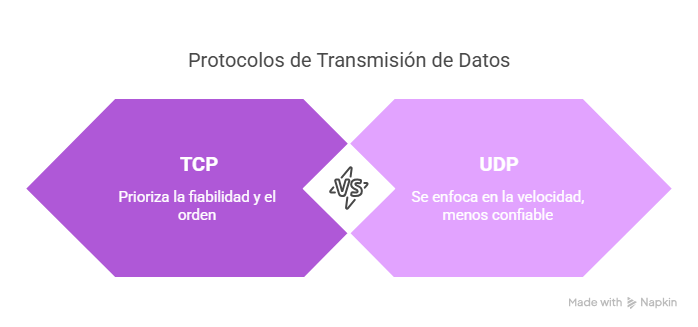 Protocolos de Transmisión de Datos
TCP
Prioriza la fiabilidad y el
orden
VS
UDP
Se enfoca en la velocidad,
menos confiable
Made with Napkin